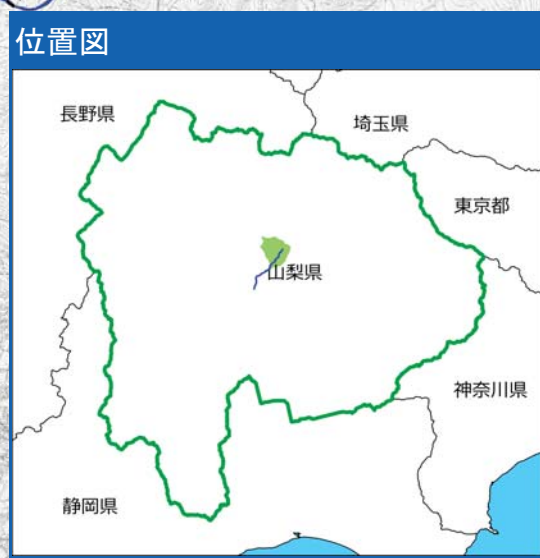 位置図
長野県
埼玉県
東京都
山梨県
神奈川県
静岡県